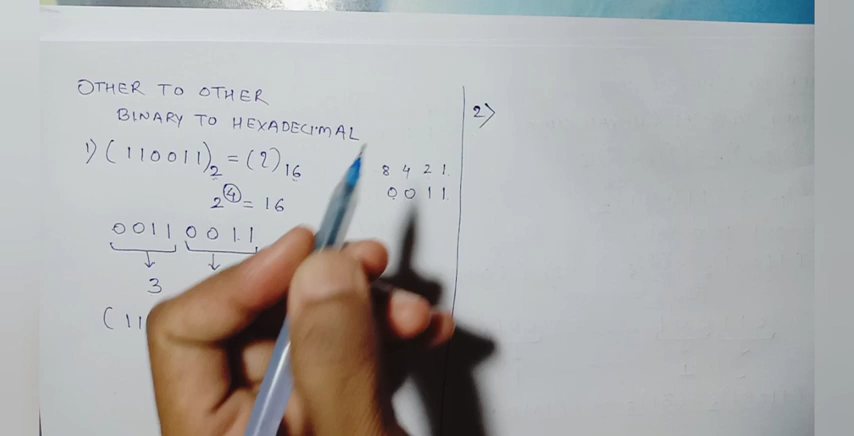 OTHER TO OTHER
BINARY TO HEXADECIMAL
1) (110011)2 = (?)16
2④ = 16
0011 0011
3
(11
8 4 2 1.
0 0 1 1.
2)